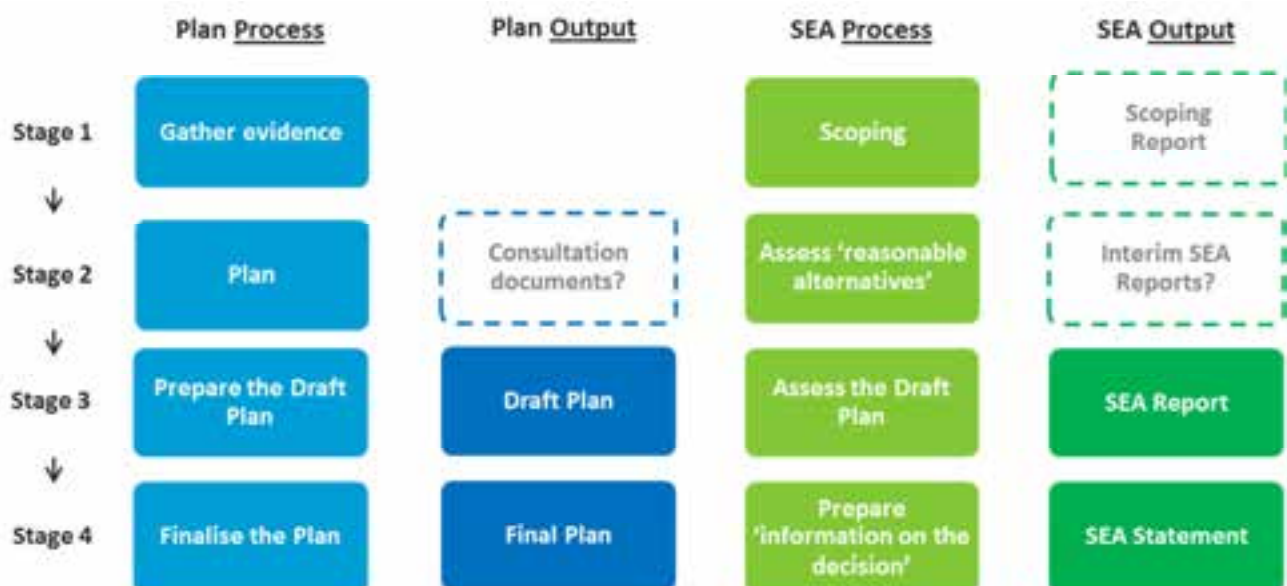 Plan Process
Plan Output
SEA Process
SEA Output
Stage 1
Gather evidence
Scoping
Scoping
Report
Stage 2
Plan
Consultation
documents?
Assess ‘reasonable
alternatives’
Interim SEA
Reports?
Stage 3
Prepare the Draft
Plan
Draft Plan
Assess the Draft
Plan
SEA Report
Stage 4
Finalise the Plan
Final Plan
Prepare
‘information on the
decision’
SEA Statement